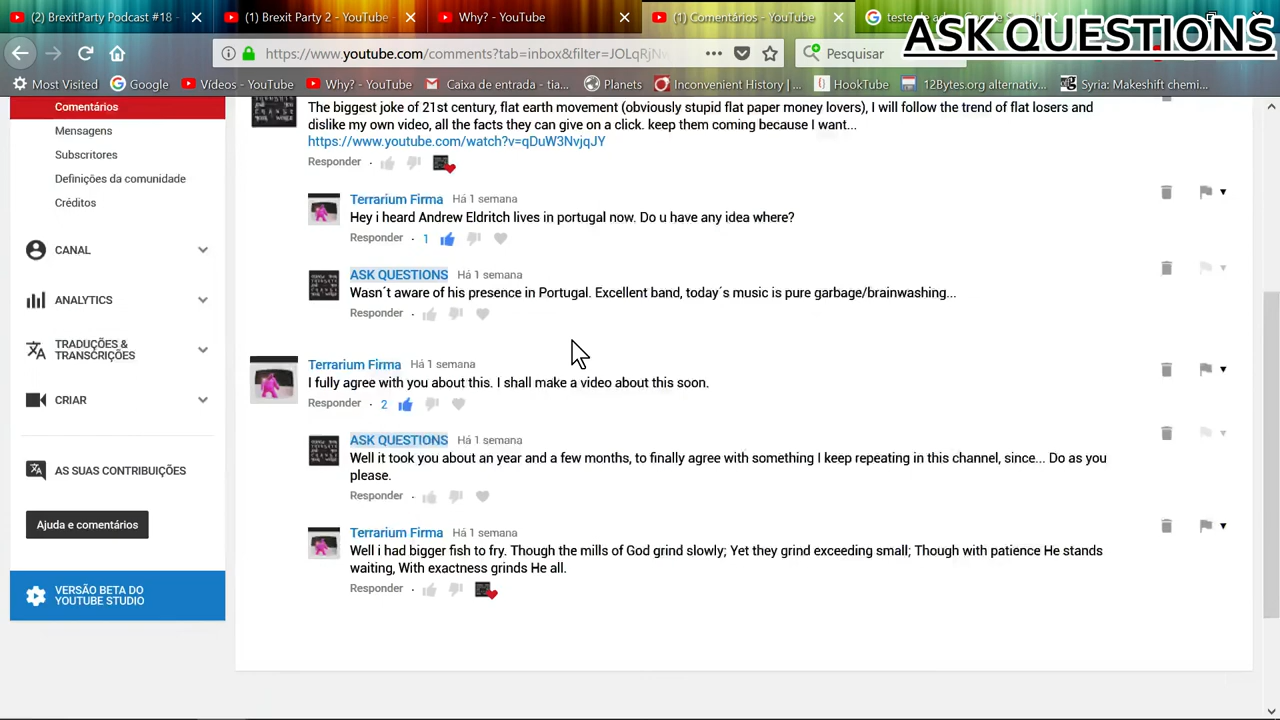 (2) BrexitParty Podcast #18 -
(1) Brexit Party 2 - YouTube
Why? - YouTube
(1) Comentários - YouTube
ASK QUESTIONS
https://www.youtube.com/comments?tab=inbox&filter=JOLqRjNw
Pesquisar
Most Visited
Google
Vídeos - YouTube
Why? - YouTube
Caixa de entrada - tia...
Planets
Inconvenient History | ...
HookTube
12Bytes.org alternativ...
Syria: Makeshift chemi...
Comentários
Mensagens
Subscritores
Definições da comunidade
Créditos
CANAL
ANALYTICS
TRADUÇÕES &
TRANSCRIÇÕES
CRIAR
AS SUAS CONTRIBUIÇÕES
Ajuda e comentários
VERSÃO BETA DO
YOUTUBE STUDIO
The biggest joke of 21st century, flat earth movement (obviously stupid flat paper money lovers), I will follow the trend of flat losers and
dislike my own video, all the facts they can give on a click. keep them coming because I want...
https://www.youtube.com/watch?v=qDuW3NvjqJY
Responder
Terrarium Firma Há 1 semana
Hey i heard Andrew Eldritch lives in portugal now. Do u have any idea where?
Responder 1
ASK QUESTIONS Há 1 semana
Wasn´t aware of his presence in Portugal. Excellent band, today´s music is pure garbage/brainwashing...
Responder
Terrarium Firma Há 1 semana
I fully agree with you about this. I shall make a video about this soon.
Responder 2
ASK QUESTIONS Há 1 semana
Well it took you about an year and a few months, to finally agree with something I keep repeating in this channel, since... Do as you
please.
Responder
Terrarium Firma Há 1 semana
Well i had bigger fish to fry. Though the mills of God grind slowly; Yet they grind exceeding small; Though with patience He stands
waiting, With exactness grinds He all.
Responder